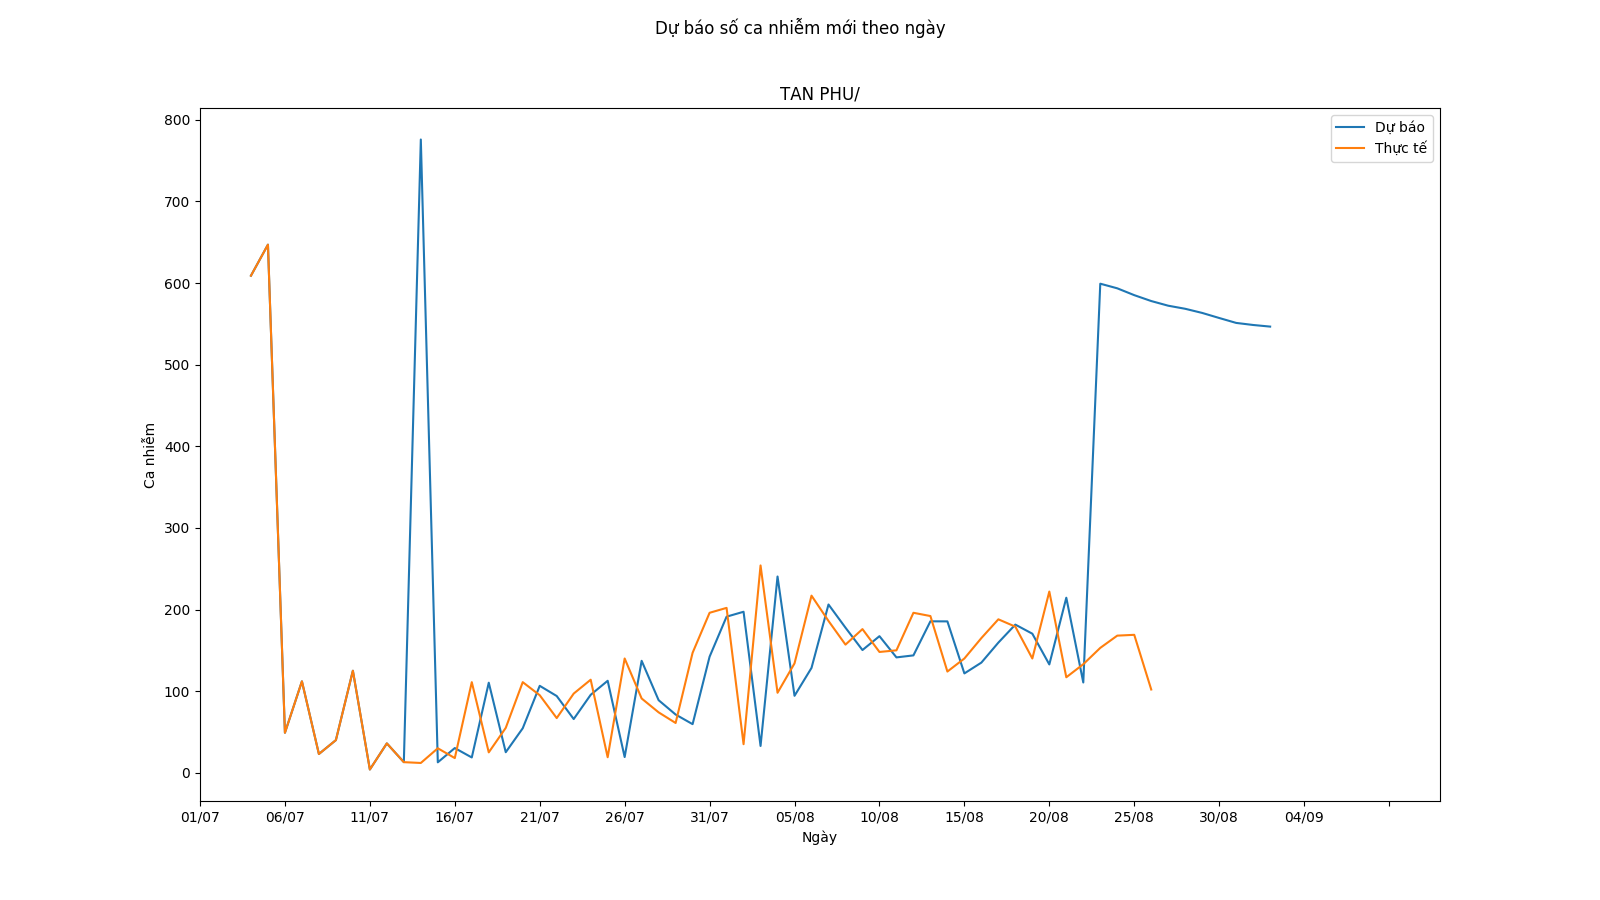 Dự báo số ca nhiễm mới theo ngày
TAN PHU/
Dự báo
Thực tế
Ca nhiễm
800
700
600
500
400
300
200
100
0
01/07 06/07 11/07 16/07 21/07 26/07 31/07 05/08 10/08 15/08 20/08 25/08 30/08 04/09
Ngày